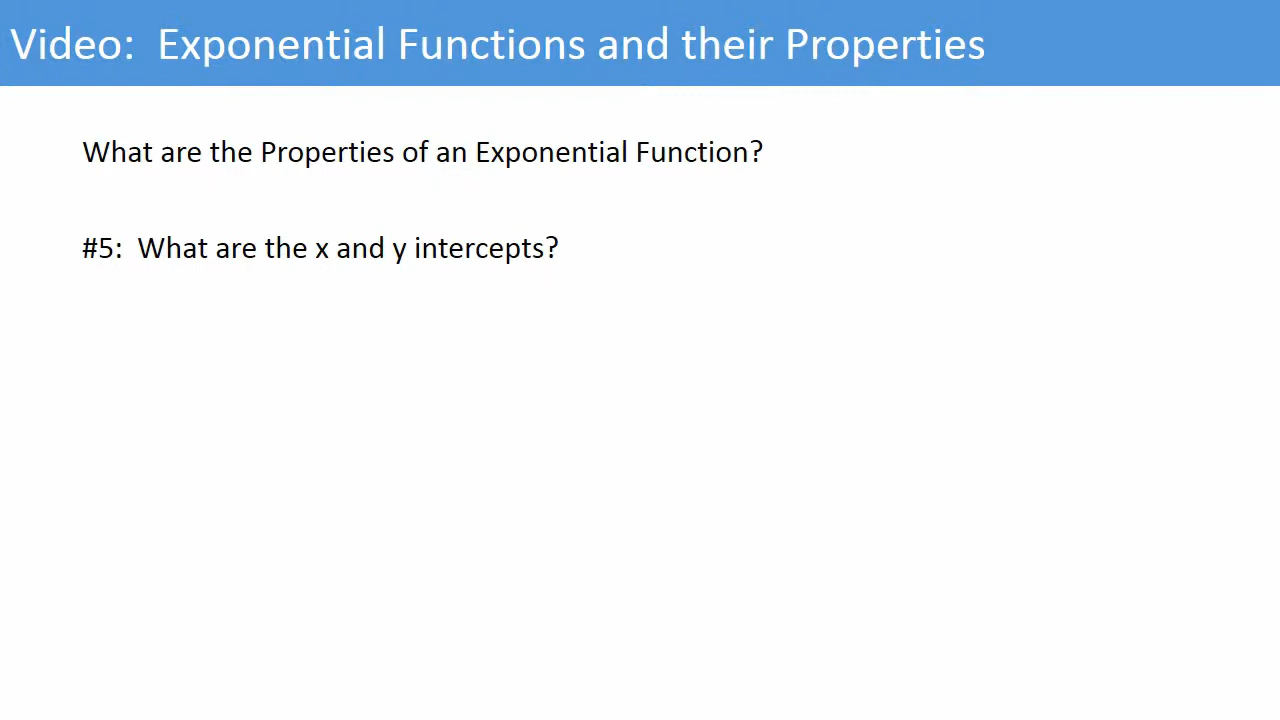 Video:  Exponential Functions and their Properties
What are the Properties of an Exponential Function?
#5:  What are the x and y intercepts?